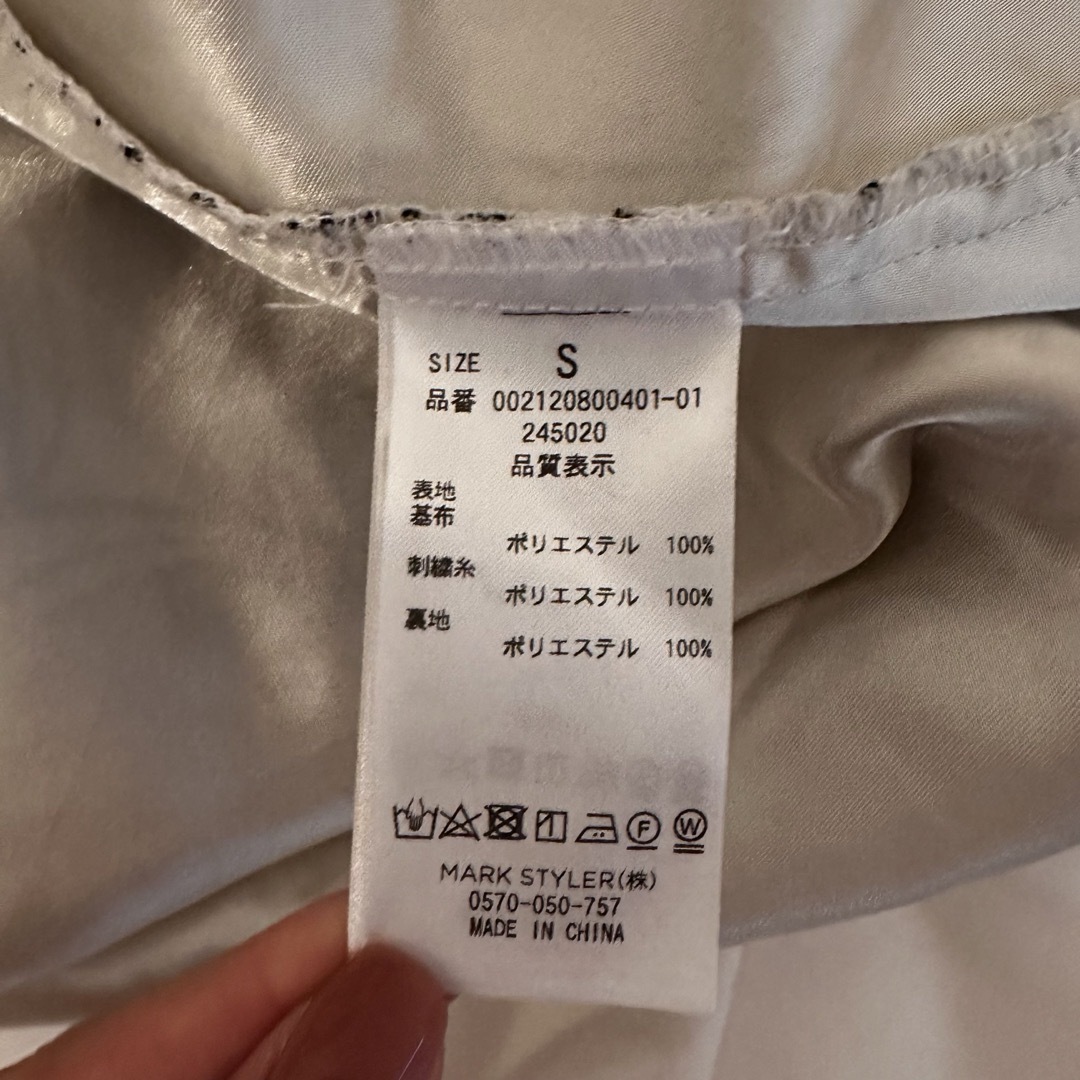 SIZE S
品番 002120800401-01
245020
品質表示
表地
基布
ポリエステル 100%
刺繍糸
ポリエステル 100%
裏地
ポリエステル 100%
F W
MARK STYLER(株)
0570-050-757
MADE IN CHINA